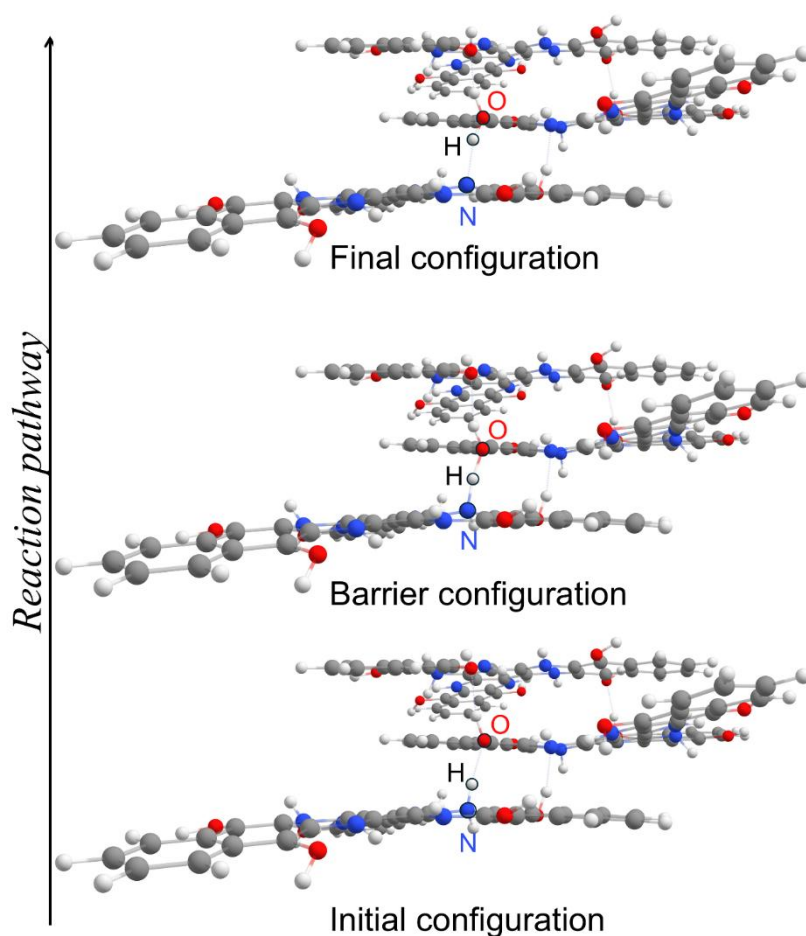 Reaction pathway
O
H
N
Final configuration
O
H
N
Barrier configuration
O
H
N
Initial configuration